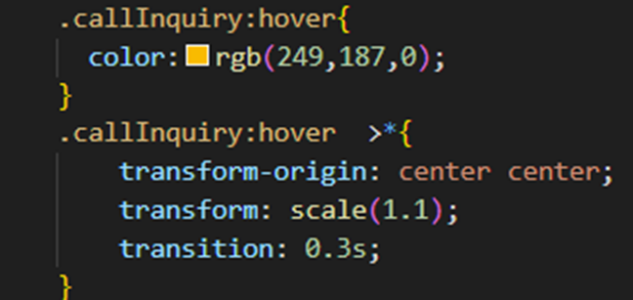 .callInquiry:hover{
color:rgb(249,187,0);
}
.callInquiry:hover  >*{
transform-origin: center center;
transform: scale(1.1);
transition: 0.3s;
}